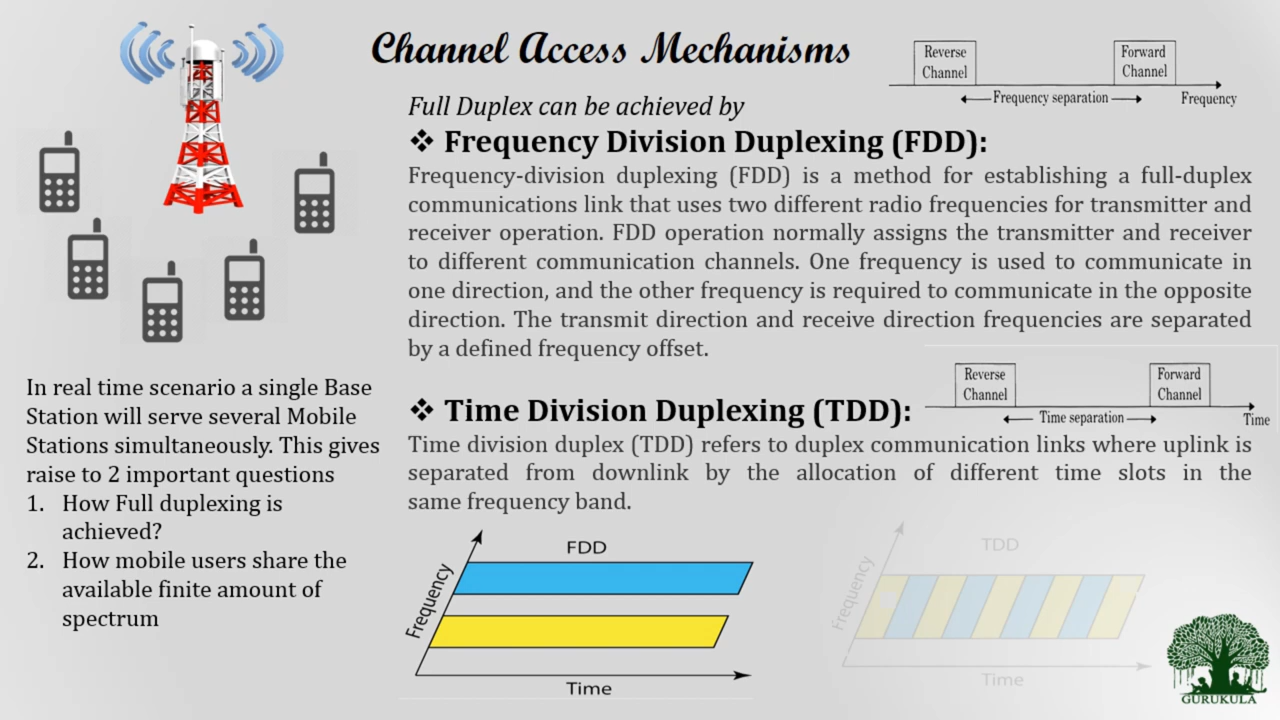 Channel Access Mechanisms
Reverse
Channel
Forward
Channel
Frequency separation
Frequency
Full Duplex can be achieved by
❖ Frequency Division Duplexing (FDD):
Frequency-division duplexing (FDD) is a method for establishing a full-duplex
communications link that uses two different radio frequencies for transmitter and
receiver operation. FDD operation normally assigns the transmitter and receiver
to different communication channels. One frequency is used to communicate in
one direction, and the other frequency is required to communicate in the opposite
direction. The transmit direction and receive direction frequencies are separated
by a defined frequency offset.
In real time scenario a single Base
Station will serve several Mobile
Stations simultaneously. This gives
raise to 2 important questions
1. How Full duplexing is
achieved?
2. How mobile users share the
available finite amount of
spectrum
Reverse
Channel
Forward
Channel
Time separation
Time
❖ Time Division Duplexing (TDD):
Time division duplex (TDD) refers to duplex communication links where uplink is
separated from downlink by the allocation of different time slots in the
same frequency band.
FDD
Frequency
Time
TDD
Frequency
Time
GURUKULA